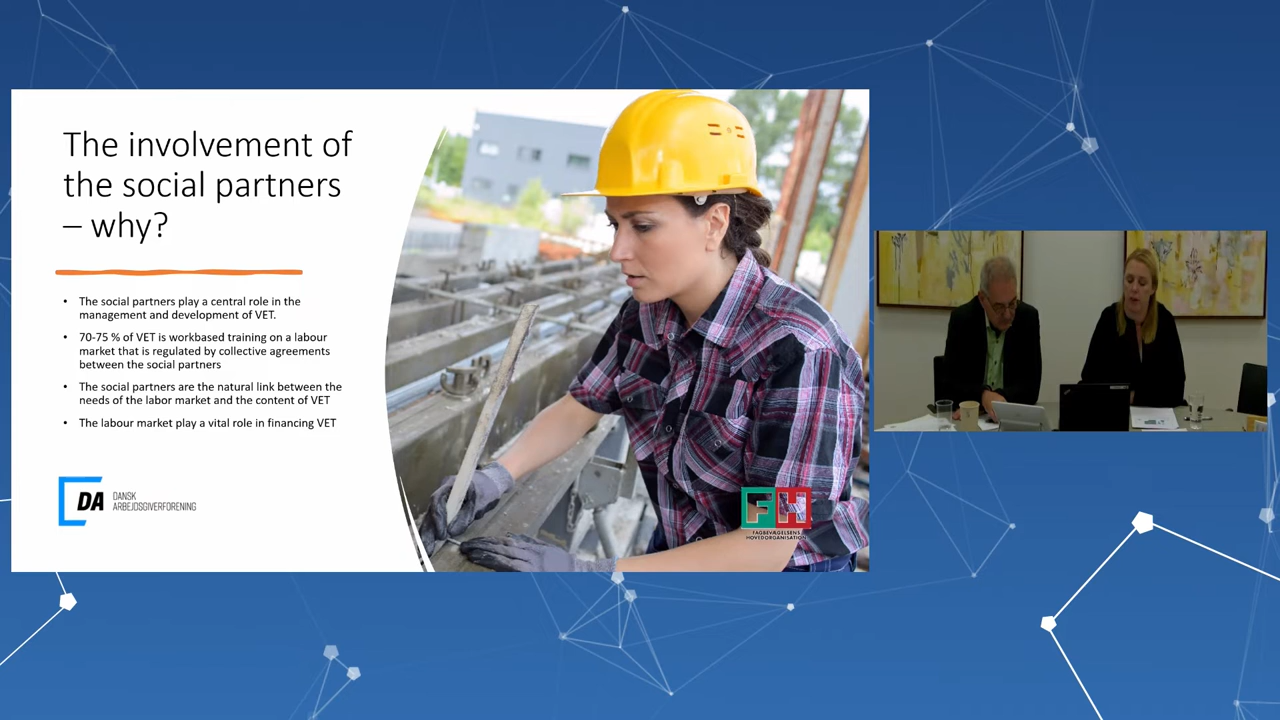 The involvement of
the social partners
– why?
• The social partners play a central role in the
management and development of VET.
• 70-75 % of VET is workbased training on a labour
market that is regulated by collective agreements
between the social partners
• The social partners are the natural link between the
needs of the labor market and the content of VET
• The labour market play a vital role in financing VET
DA DANSK
ARBEJDSGIVERFORENING
FH
FAGBEVÆGELSENS
HOVEDORGANISATION